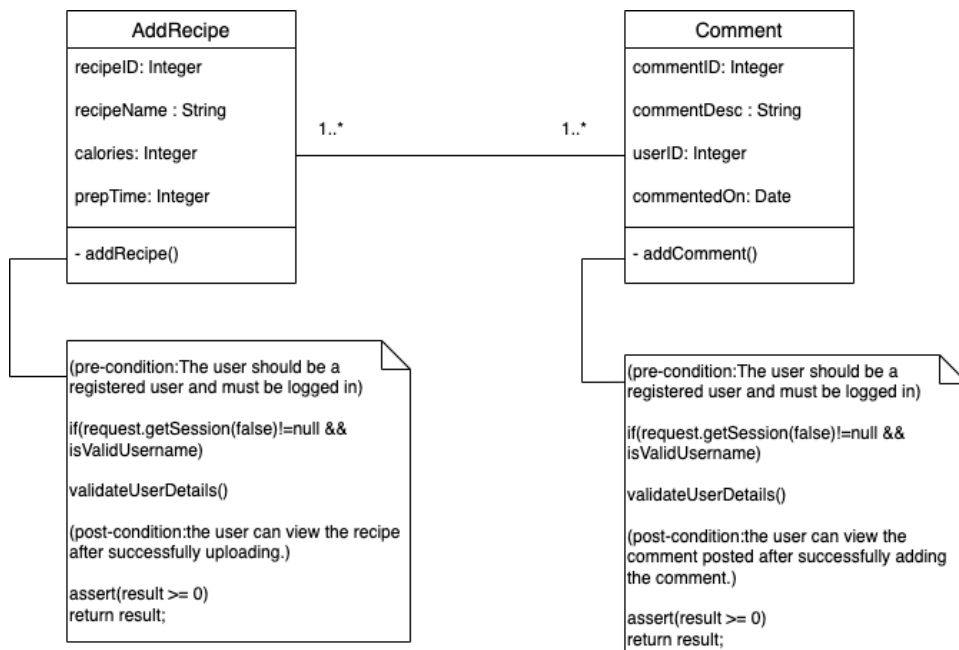 AddRecipe
recipeID: Integer
recipeName : String
calories: Integer
prepTime: Integer
- addRecipe()
1..*
1..*
Comment
commentID: Integer
commentDesc : String
userID: Integer
commentedOn: Date
- addComment()
(pre-condition:The user should be a
registered user and must be logged in)
if(request.getSession(false)!=null &&
isValidUsername)
validateUserDetails()
(post-condition:the user can view the recipe
after successfully uploading.)
assert(result >= 0)
return result;
(pre-condition:The user should be a
registered user and must be logged in)
if(request.getSession(false)!=null &&
isValidUsername)
validateUserDetails()
(post-condition:the user can view the
comment posted after successfully adding
the comment.)
assert(result >= 0)
return result;